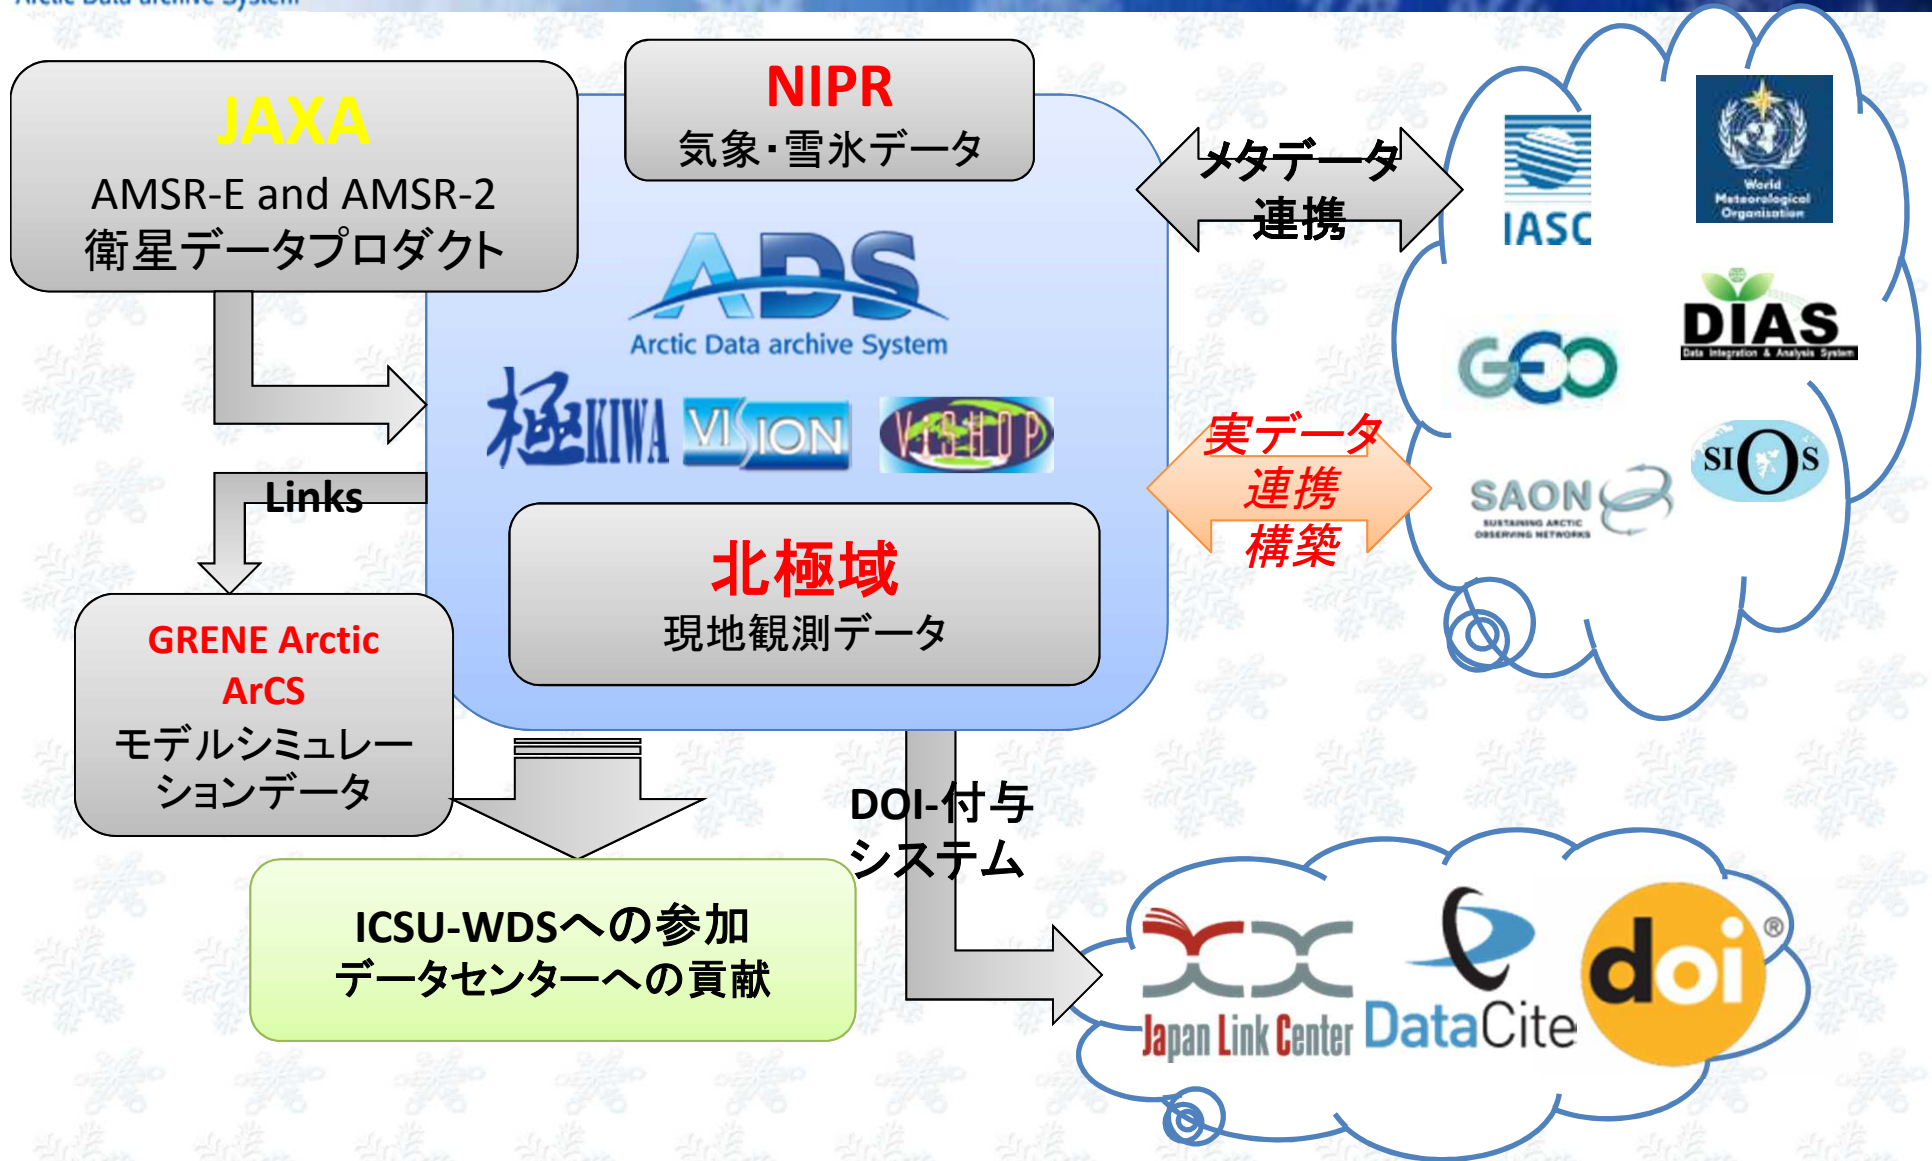 Arctic Data archive System
JAXA
AMSR-E and AMSR-2
衛星データプロダクト
NIPR
気象・雪氷データ
ADS
Arctic Data archive System
極KIWA
VISION
VISHOP
北極域
現地観測データ
Links
GRENE Arctic
ArCS
モデルシミュレー
ションデータ
メタデータ
連携
実データ
連携
構築
IASC
World
Meteorological
Organisation
DIAS
Data Integration & Analysis System
GEO
SIOS
SAON
SUSTAINING ARCTIC
OBSERVING NETWORKS
DOI-付与
システム
ICSU-WDSへの参加
データセンターへの貢献
Japan Link Center
DataCite
doi®